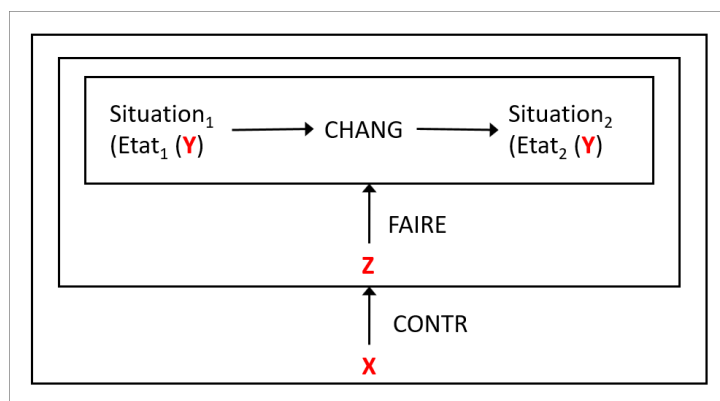 Situation₁
(Etat₁ (Y)
CHANG
Situation₂
(Etat₂ (Y)
FAIRE
Z
CONTR
X